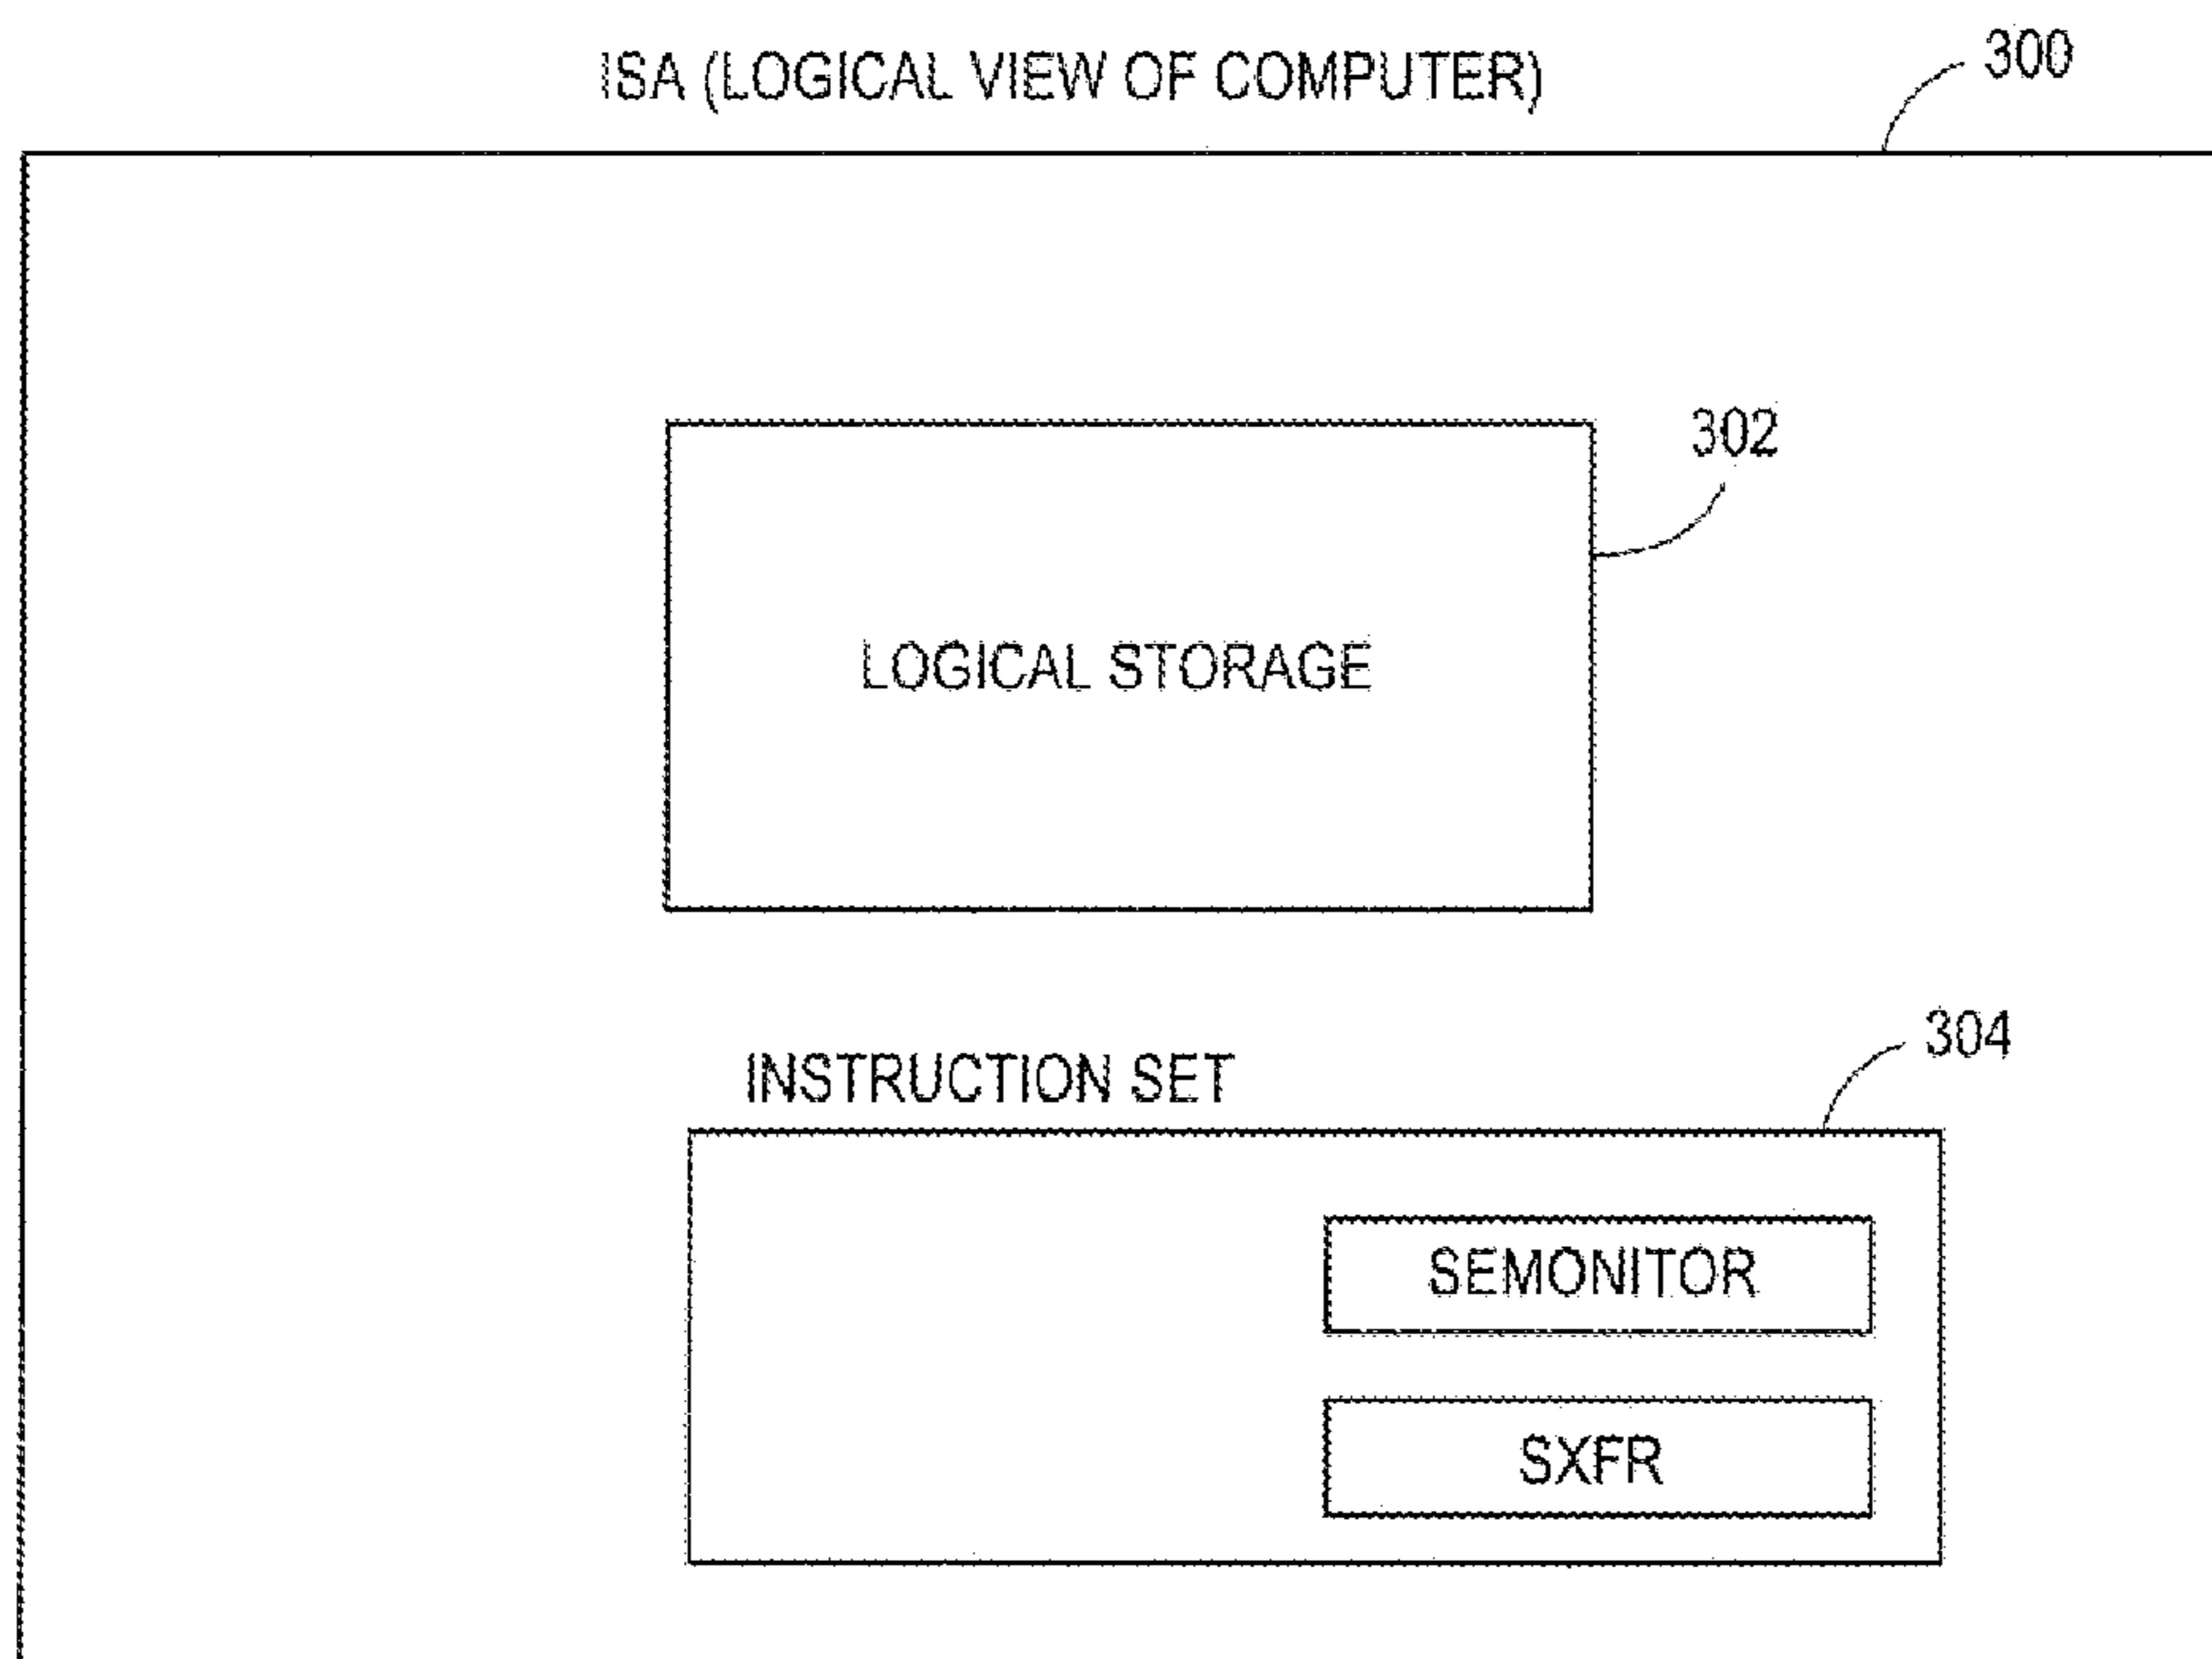 ISA (LOGICAL VIEW OF COMPUTER)
300
302
LOGICAL STORAGE
304
INSTRUCTION SET
SEMONITOR
SXFR